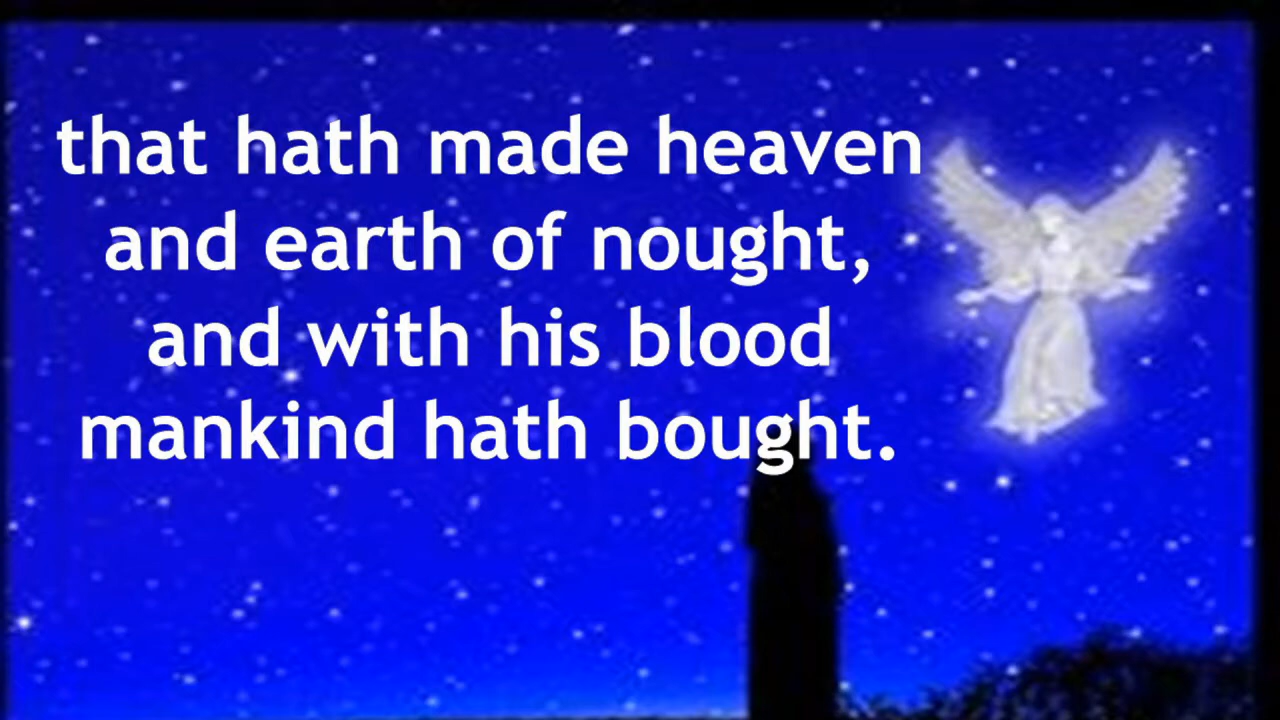 that hath made heaven
and earth of nought,
and with his blood
mankind hath bought.